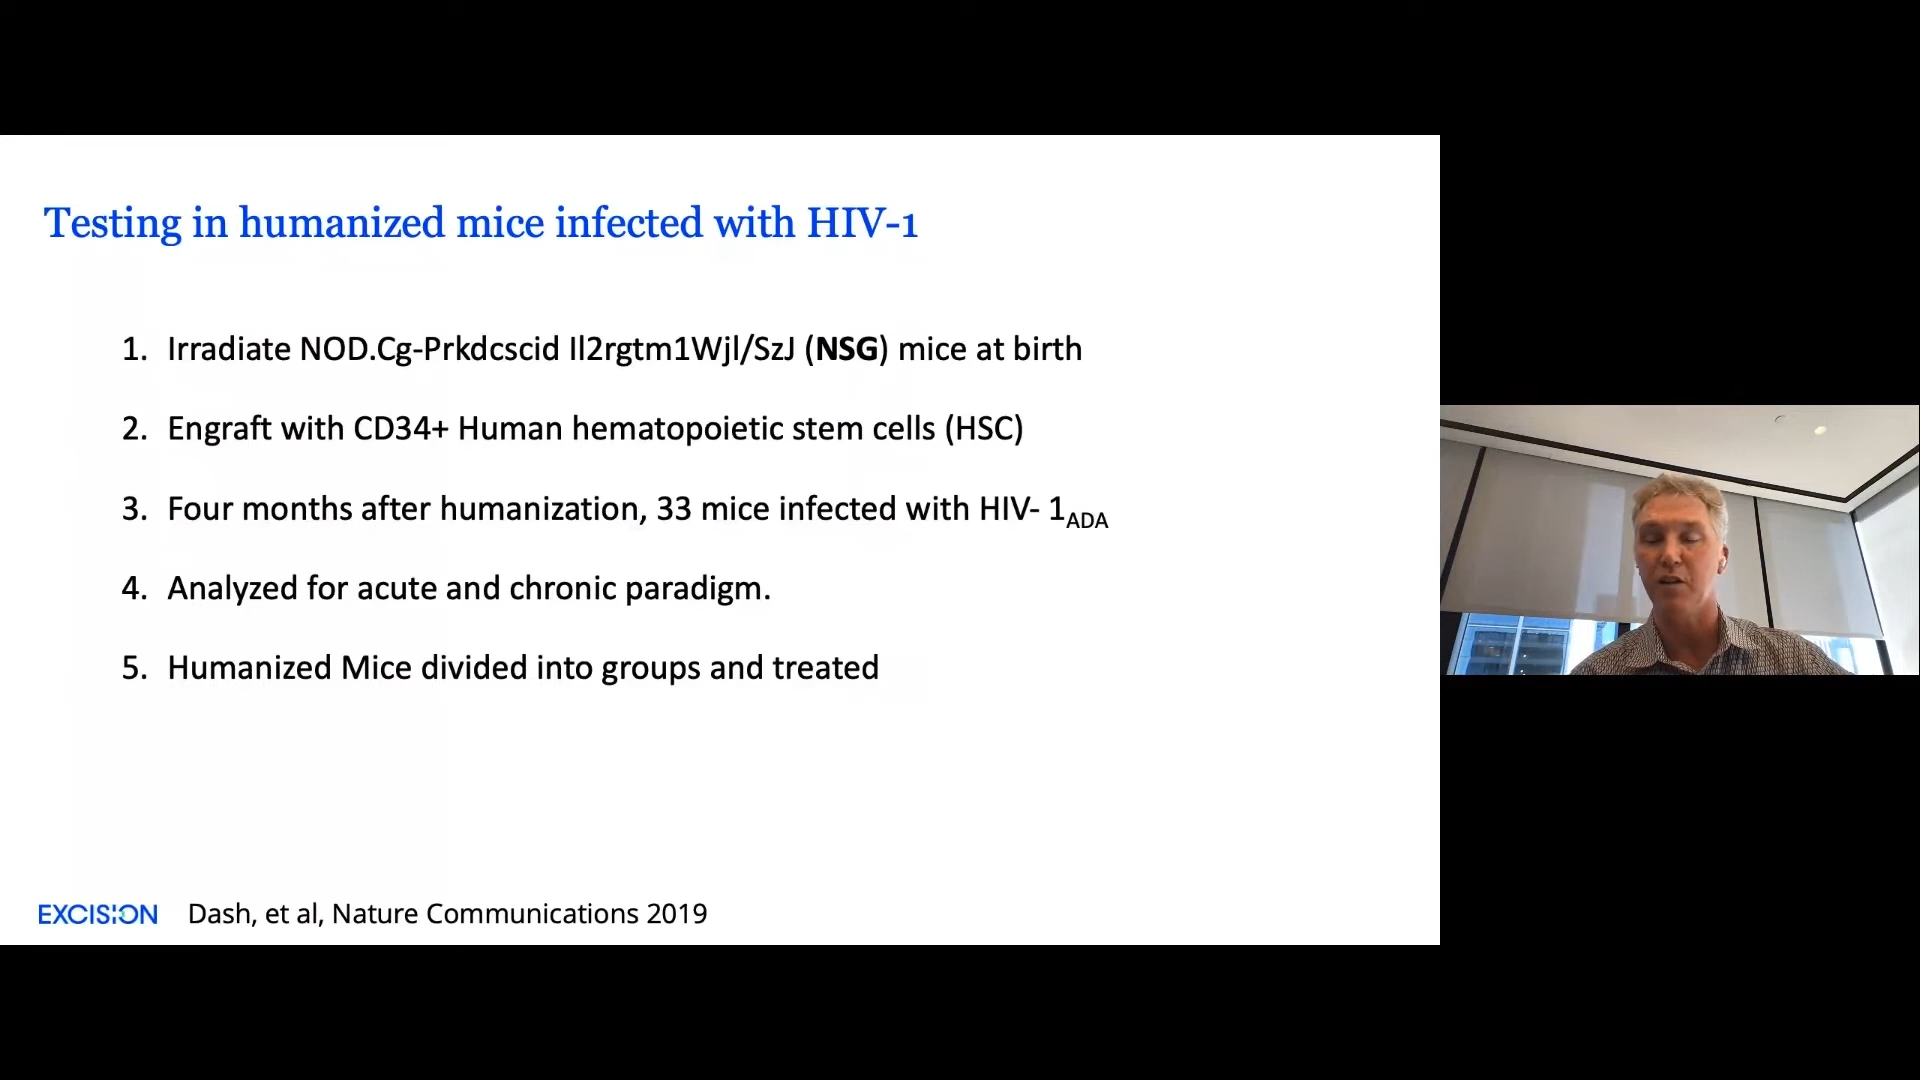 Testing in humanized mice infected with HIV-1
1. Irradiate NOD.Cg-Prkdcscid Il2rgtm1Wjl/SzJ (NSG) mice at birth
2. Engraft with CD34+ Human hematopoietic stem cells (HSC)
3. Four months after humanization, 33 mice infected with HIV- 1ADA
4. Analyzed for acute and chronic paradigm.
5. Humanized Mice divided into groups and treated
EXCISION Dash, et al, Nature Communications 2019